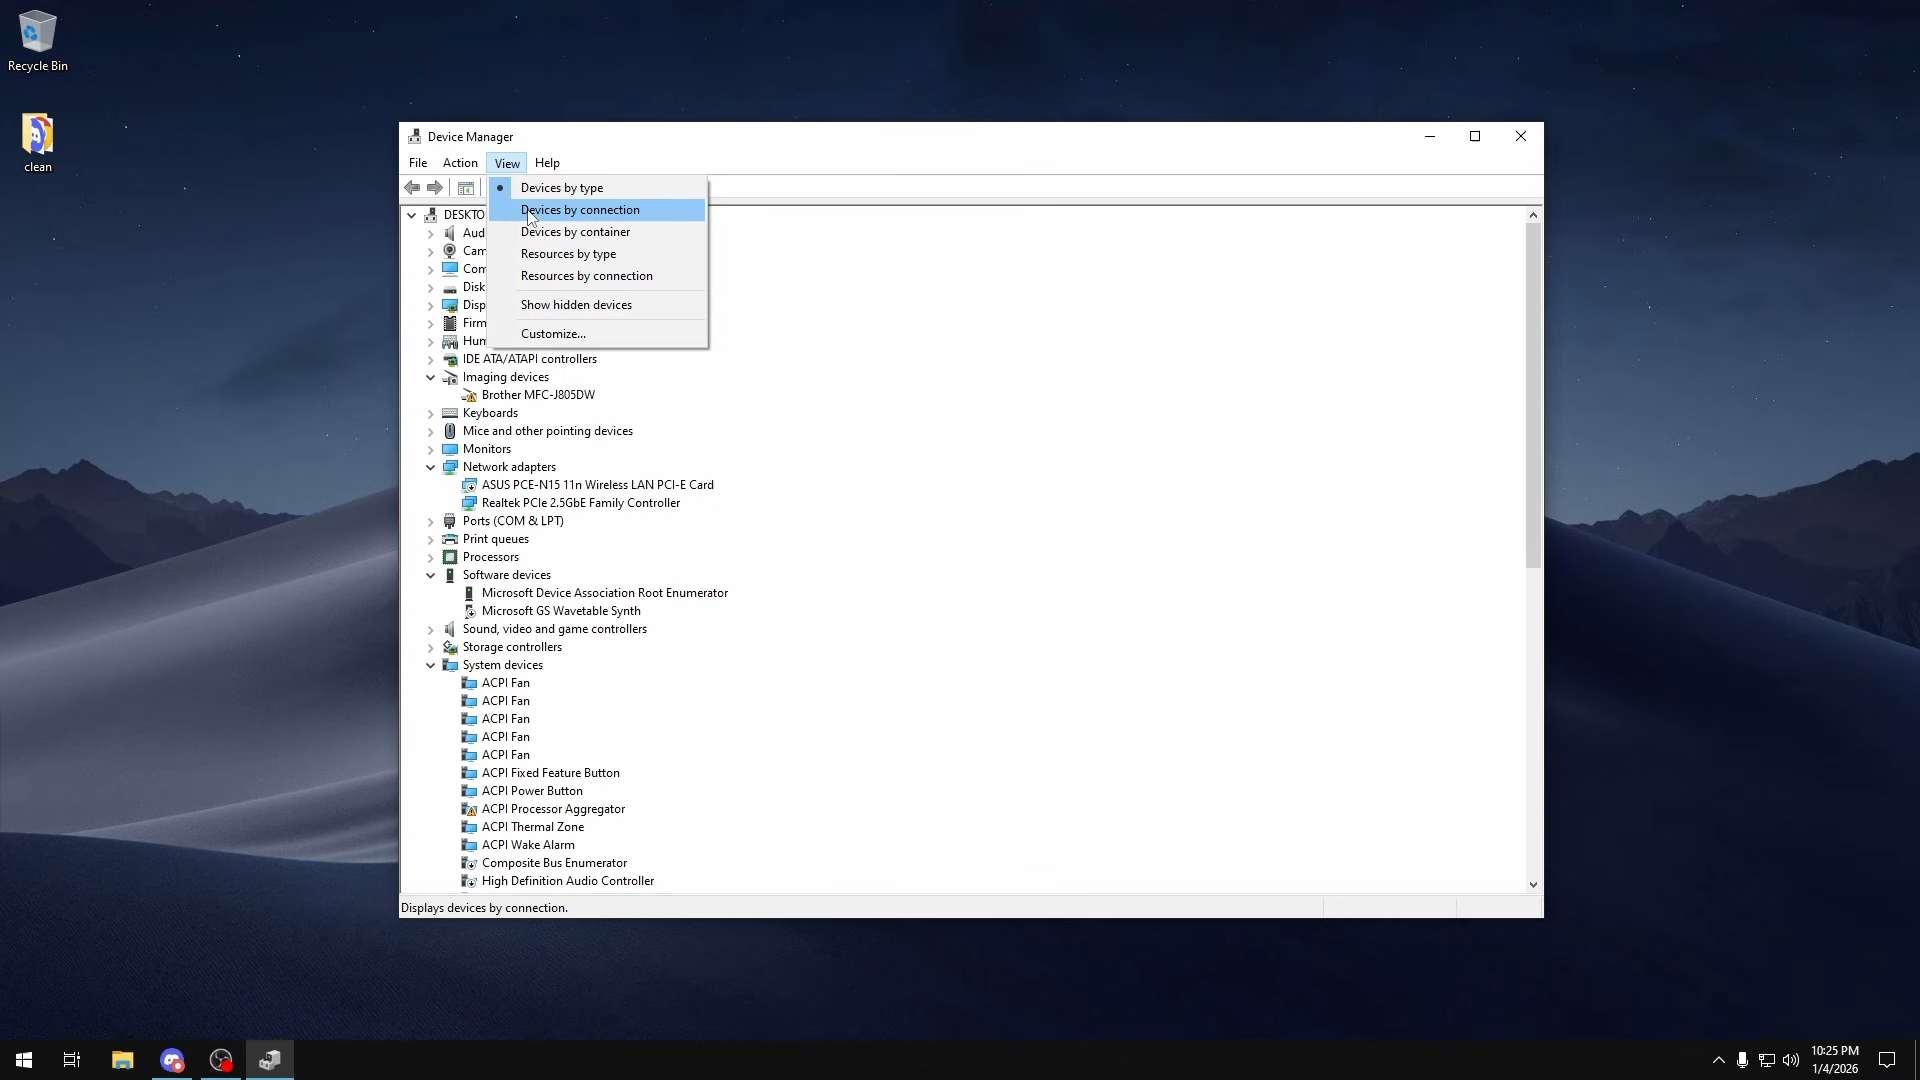 Recycle Bin
clean
Device Manager
File Action View Help
Devices by type
Devices by connection
Devices by container
Resources by type
Resources by connection
Show hidden devices
Customize...
DESKTO
Aud
Cam
Com
Disk
Disp
Firm
Hum
IDE ATA/ATAPI controllers
Imaging devices
Brother MFC-J805DW
Keyboards
Mice and other pointing devices
Monitors
Network adapters
ASUS PCE-N15 11n Wireless LAN PCI-E Card
Realtek PCIe 2.5GbE Family Controller
Ports (COM & LPT)
Print queues
Processors
Software devices
Microsoft Device Association Root Enumerator
Microsoft GS Wavetable Synth
Sound, video and game controllers
Storage controllers
System devices
ACPI Fan
ACPI Fan
ACPI Fan
ACPI Fan
ACPI Fan
ACPI Fixed Feature Button
ACPI Power Button
ACPI Processor Aggregator
ACPI Thermal Zone
ACPI Wake Alarm
Composite Bus Enumerator
High Definition Audio Controller
Displays devices by connection.
10:25 PM
1/4/2026